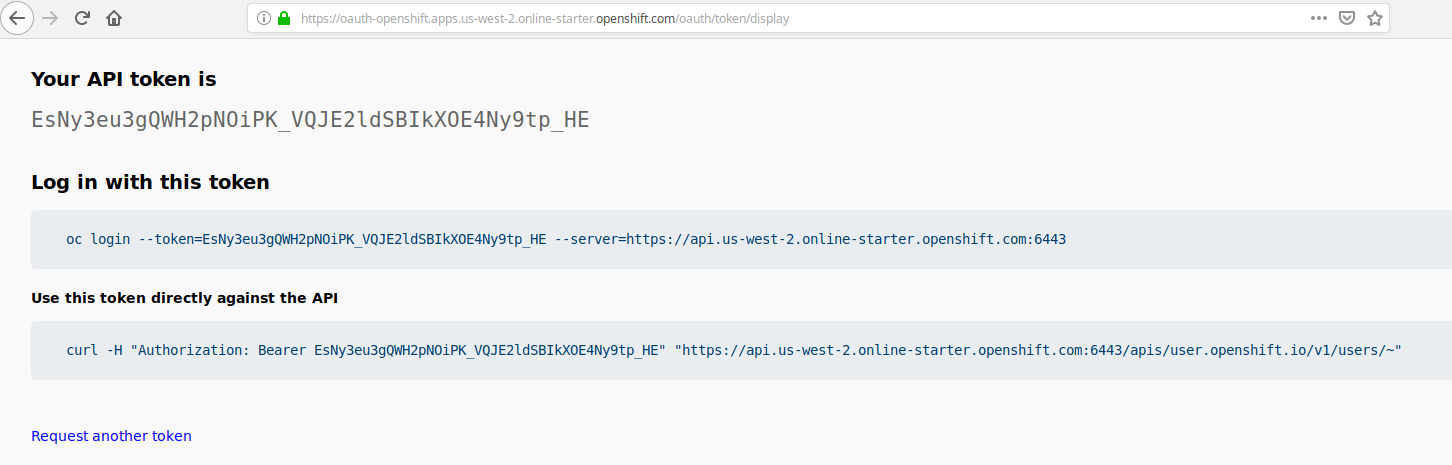 https://oauth-openshift.apps.us-west-2.online-starter.openshift.com/oauth/token/display
Your API token is
EsNy3eu3gQWH2pNOiPK_VQJE2ldSBIkXOE4Ny9tp_HE
Log in with this token
oc login --token=EsNy3eu3gQWH2pNOiPK_VQJE2ldSBIkXOE4Ny9tp_HE --server=https://api.us-west-2.online-starter.openshift.com:6443
Use this token directly against the API
curl -H "Authorization: Bearer EsNy3eu3gQWH2pNOiPK_VQJE2ldSBIkXOE4Ny9tp_HE" "https://api.us-west-2.online-starter.openshift.com:6443/apis/user.openshift.io/v1/users/~"
Request another token